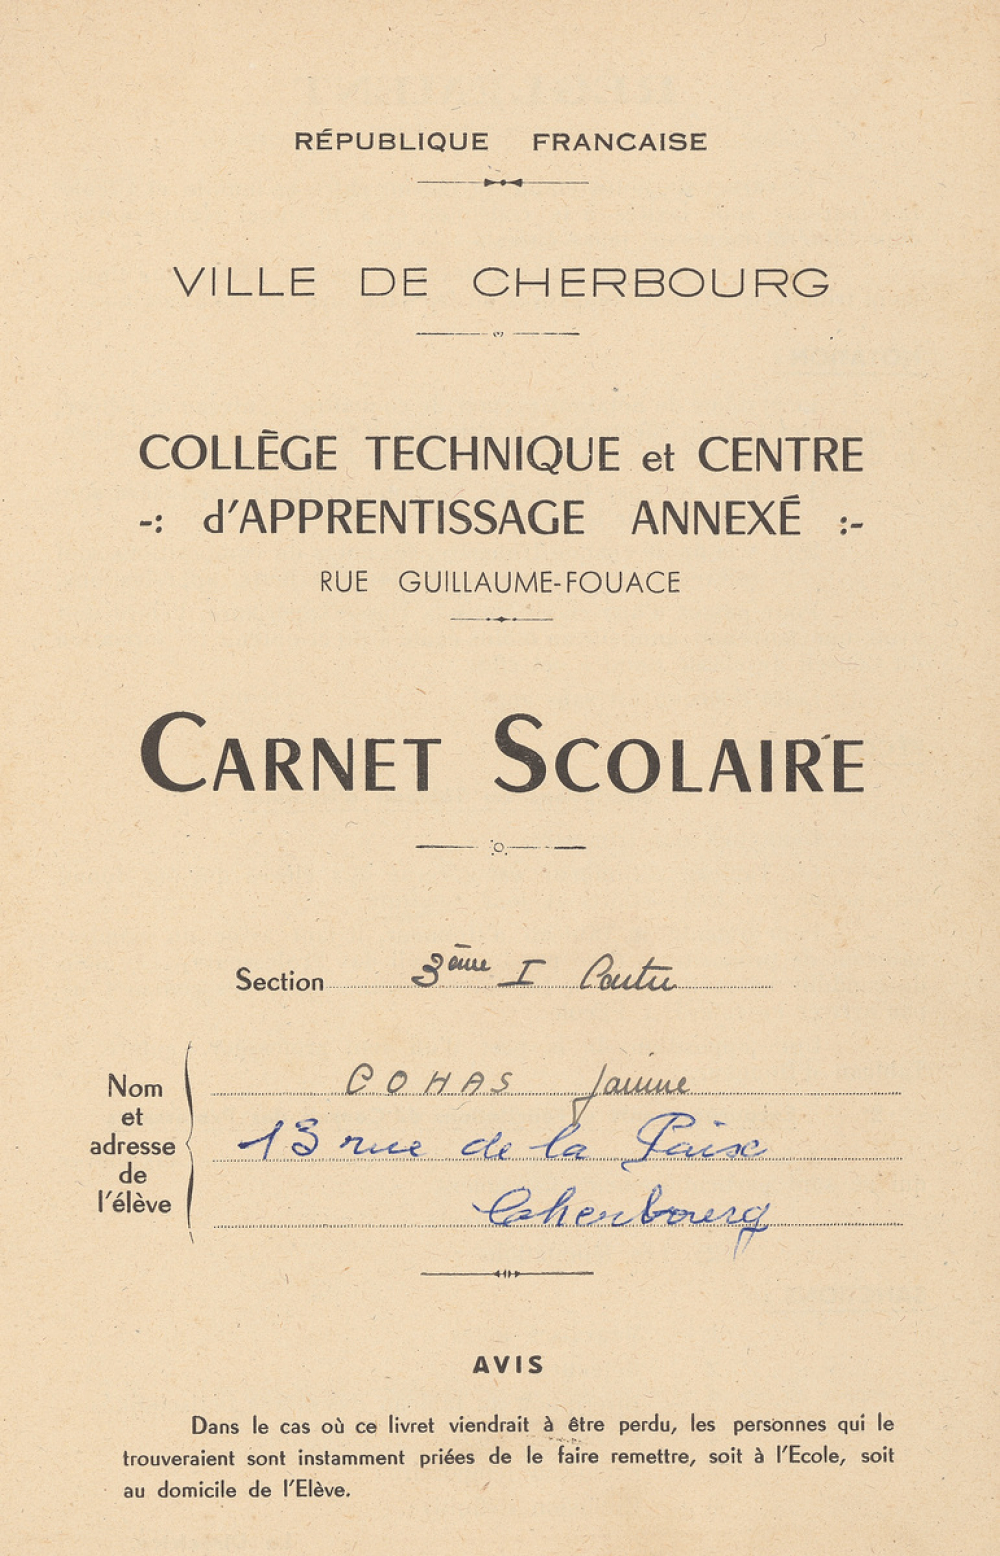 RÉPUBLIQUE FRANCAISE
VILLE DE CHERBOURG
COLLÈGE TECHNIQUE et CENTRE
-: d'APPRENTISSAGE ANNEXÉ :-
RUE GUILLAUME-FOUACE
CARNET SCOLAIRE
Section 3ème I Coutu
Nom
et
adresse
de
l'élève
COHAS Janine
13 rue de la Paix
Cherbourg
AVIS
Dans le cas où ce livret viendrait à être perdu, les personnes qui le
trouveraient sont instamment priées de le faire remettre, soit à l'Ecole, soit
au domicile de l'Elève.